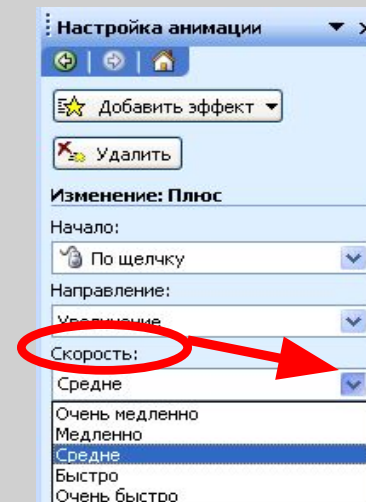 Настройка анимации
Добавить эффект
Удалить
Изменение: Плюс
Начало:
По щелчку
Направление:
Увеличение
Скорость:
Средне
Очень медленно
Медленно
Средне
Быстро
Очень быстро